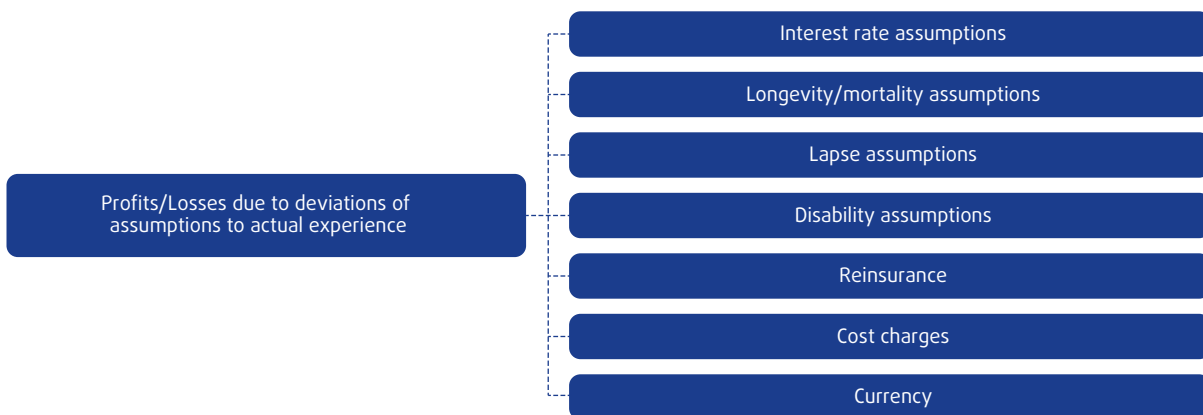 Interest rate assumptions
Longevity/mortality assumptions
Lapse assumptions
Profits/Losses due to deviations of
assumptions to actual experience
Disability assumptions
Reinsurance
Cost charges
Currency